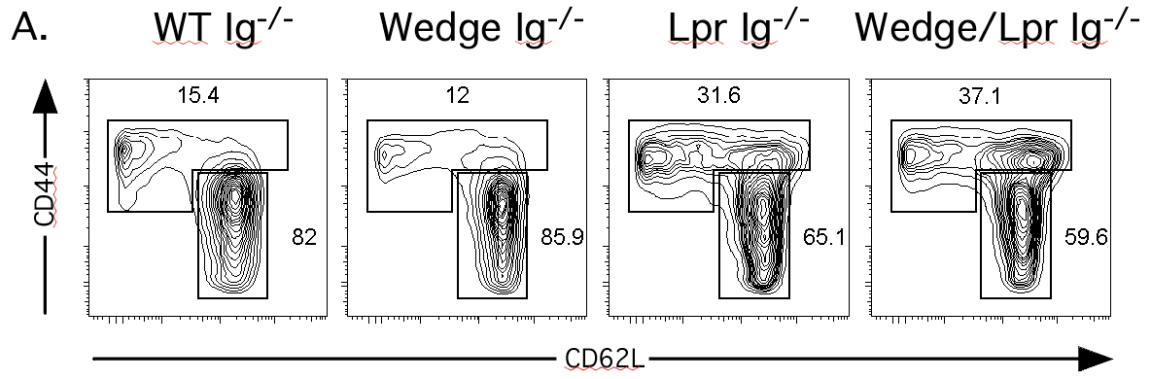 A. WT Ig-/- Wedge Ig-/- Lpr Ig-/- Wedge/Lpr Ig-/-
15.4 12 31.6 37.1
CD44
82 85.9 65.1 59.6
CD62L